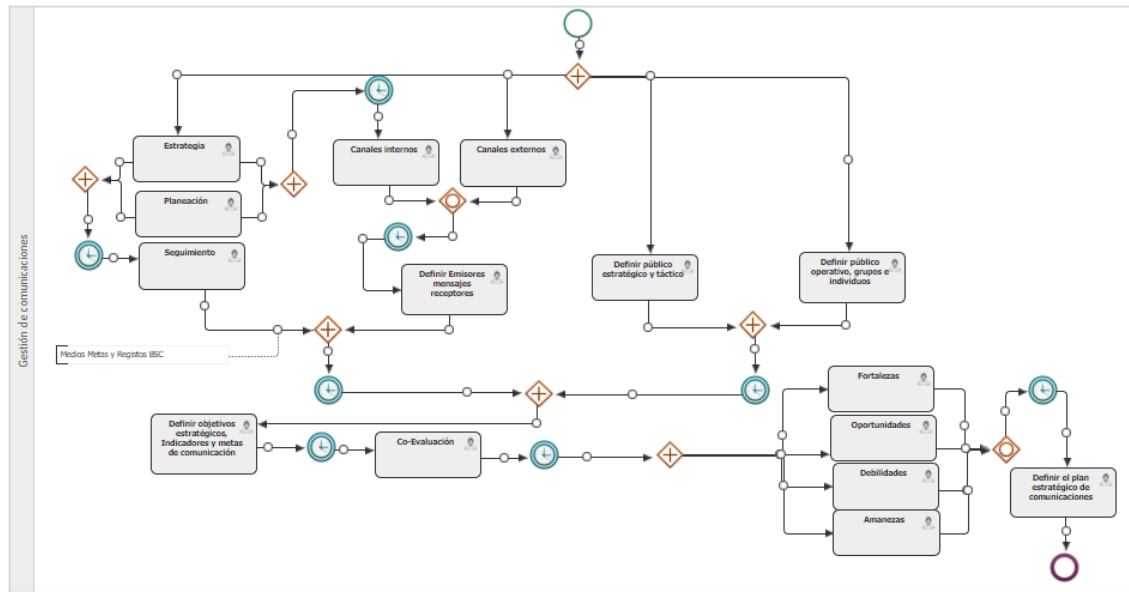 Gestión de comunicaciones
Estrategia
Canales internos
Canales externos
Planeación
Seguimiento
Definir Emisores
mensajes
receptores
Definir público
estratégico y táctico
Definir público
operativo, grupos e
individuos
Medios Metas y Registos BSC
Definir objetivos
estratégicos,
Indicadores y metas
de comunicación
Co-Evaluación
Fortalezas
Oportunidades
Debilidades
Amanezas
Definir el plan
estratégico de
comunicaciones